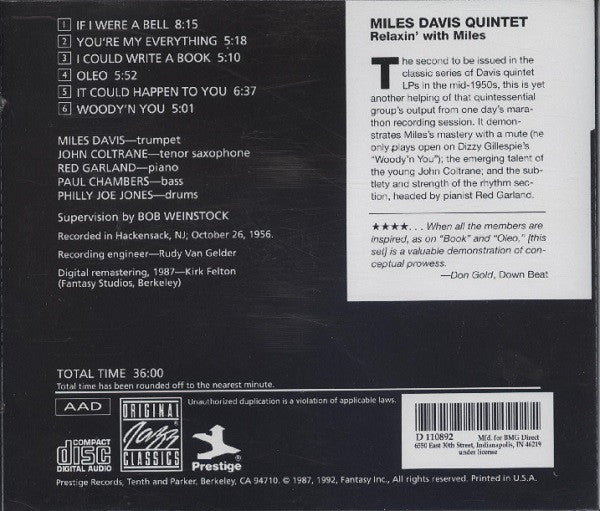 1 IF I WERE A BELL 8:15
2 YOU'RE MY EVERYTHING 5:18
3 I COULD WRITE A BOOK 5:10
4 OLEO 5:52
5 IT COULD HAPPEN TO YOU 6:37
6 WOODY'N YOU 5:01
MILES DAVIS—trumpet
JOHN COLTRANE—tenor saxophone
RED GARLAND—piano
PAUL CHAMBERS—bass
PHILLY JOE JONES—drums
Supervision by BOB WEINSTOCK
Recorded in Hackensack, NJ; October 26, 1956.
Recording engineer—Rudy Van Gelder
Digital remastering, 1987—Kirk Felton
(Fantasy Studios, Berkeley)
MILES DAVIS QUINTET
Relaxin' with Miles
The second to be issued in the
classic series of Davis quintet
LPs in the mid-1950s, this is yet
another helping of that quintessential
group's output from one day's mara-
thon recording session. It demon-
strates Miles's mastery with a mute (he
only plays open on Dizzy Gillespie's
"Woody'n You"); the emerging talent of
the young John Coltrane; and the sub-
tlety and strength of the rhythm sec-
tion, headed by pianist Red Garland.
★★★★. . . When all the members are
inspired, as on "Book" and "Oleo," [this
set] is a valuable demonstration of con-
ceptual prowess.
—Don Gold, Down Beat
TOTAL TIME 36:00
Total time has been rounded off to the nearest minute.
AAD
COMPACT
disc
DIGITAL AUDIO
ORIGINAL
Jazz
CLASSICS
Prestige
Unauthorized duplication is a violation of applicable laws.
D 110892 Mfd. for BMG Direct
6550 East 30th Street, Indianapolis, IN 46219
under license
Prestige Records, Tenth and Parker, Berkeley, CA 94710. © 1987, 1992, Fantasy Inc., All rights reserved. Printed in U.S.A.